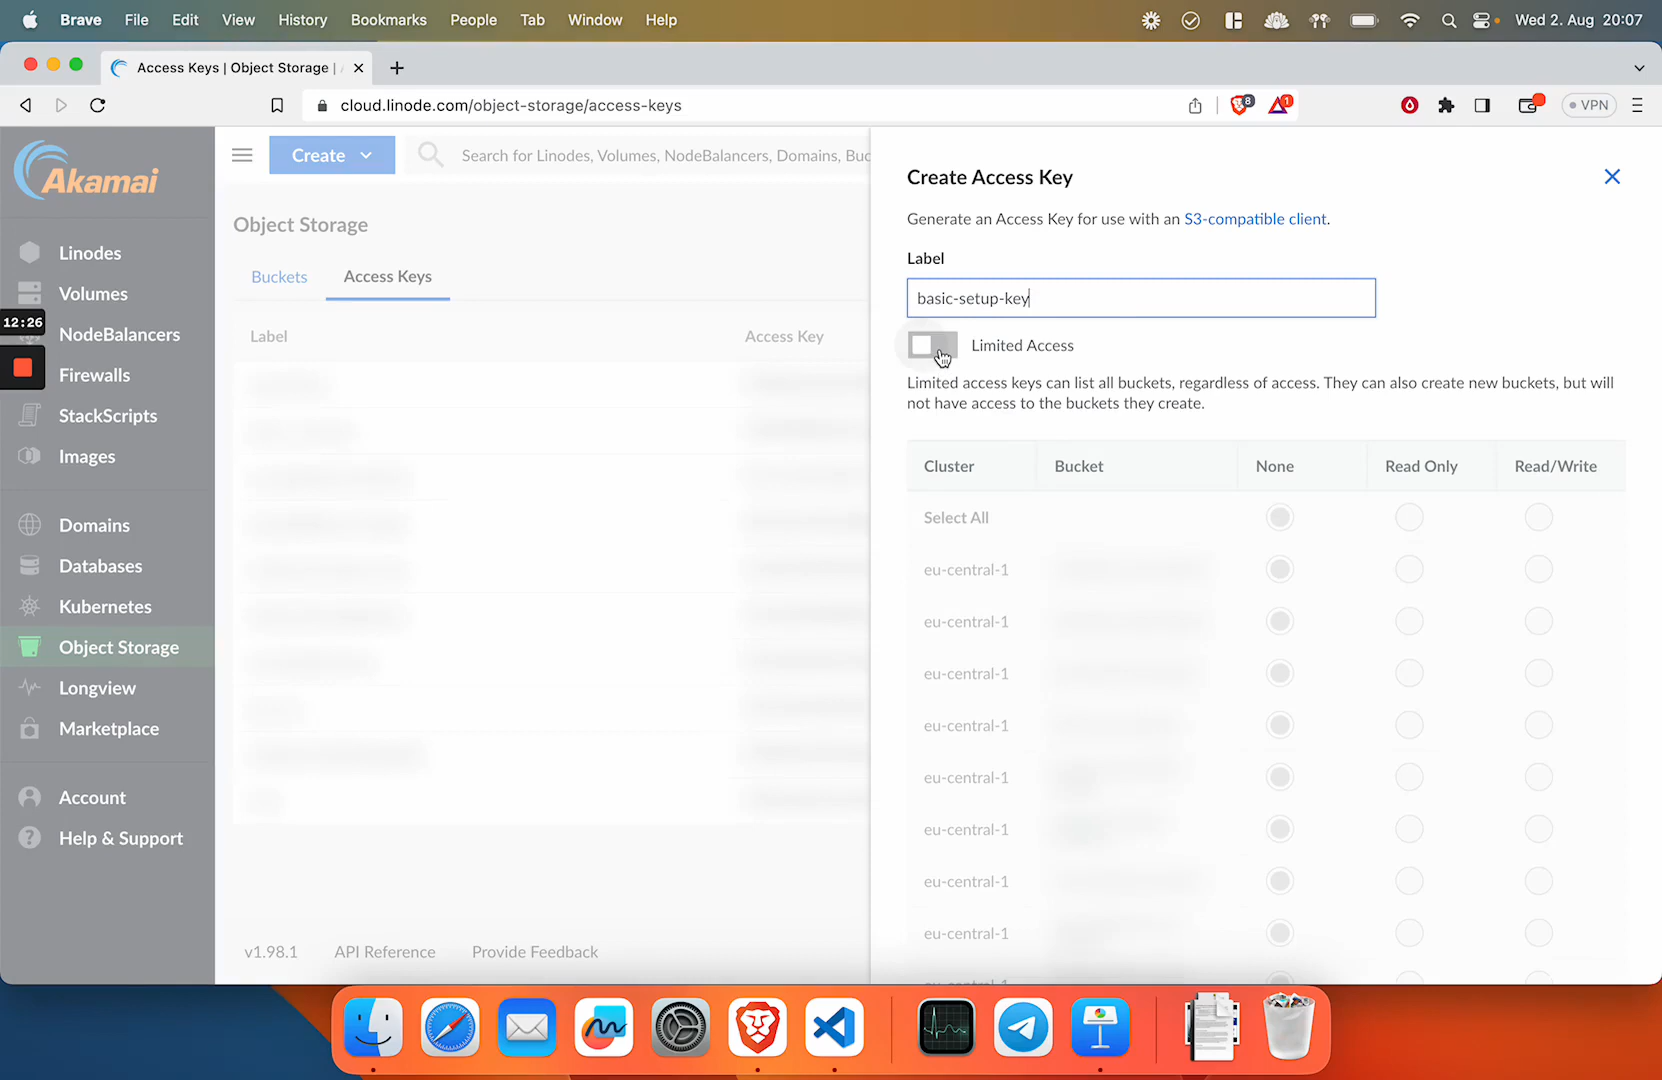 Brave File Edit View History Bookmarks People Tab Window Help Wed 2. Aug 20:07
Access Keys | Object Storage |
cloud.linode.com/object-storage/access-keys
8
1
VPN
Akamai
Linodes
Volumes
12:26
NodeBalancers
Firewalls
StackScripts
Images
Domains
Databases
Kubernetes
Object Storage
Longview
Marketplace
Account
Help & Support
Create
Search for Linodes, Volumes, NodeBalancers, Domains, Buc
Object Storage
Buckets Access Keys
Label Access Key
v1.98.1 API Reference Provide Feedback
Create Access Key
Generate an Access Key for use with an S3-compatible client.
Label
basic-setup-key
Limited Access
Limited access keys can list all buckets, regardless of access. They can also create new buckets, but will
not have access to the buckets they create.
Cluster Bucket None Read Only Read/Write
Select All
eu-central-1
eu-central-1
eu-central-1
eu-central-1
eu-central-1
eu-central-1
eu-central-1
eu-central-1